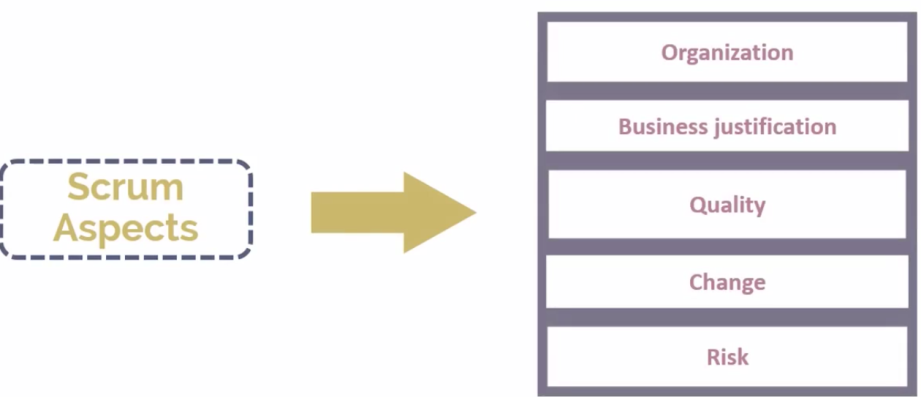 Scrum
Aspects
Organization
Business justification
Quality
Change
Risk